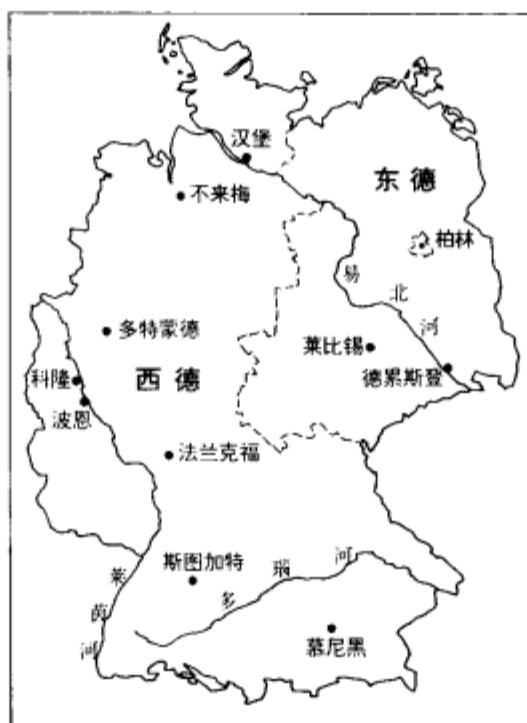 汉堡
东德
不来梅
柏林
易北河
多特蒙德
莱比锡
科隆
西德
德累斯登
波恩
法兰克福
斯图加特
多瑙河
莱茵河
慕尼黑